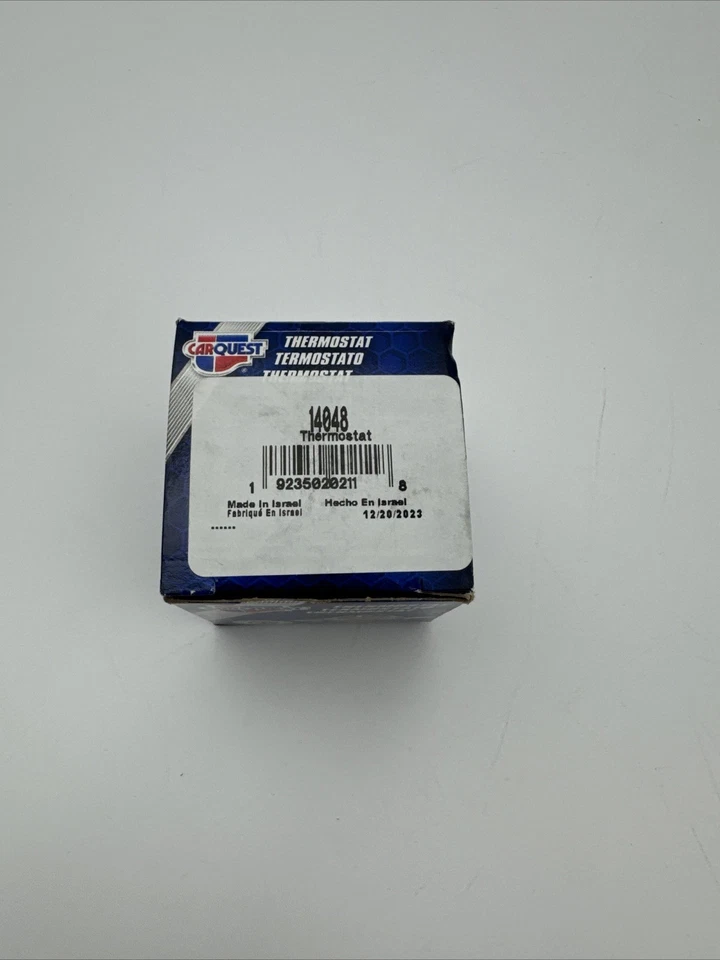 CARQUEST
THERMOSTAT
TERMOSTATO
THERMOSTAT
14048
Thermostat
1 9235020211 8
Made In Israel Hecho En Israel
Fabriqué En Israel 12/20/2023
••••••